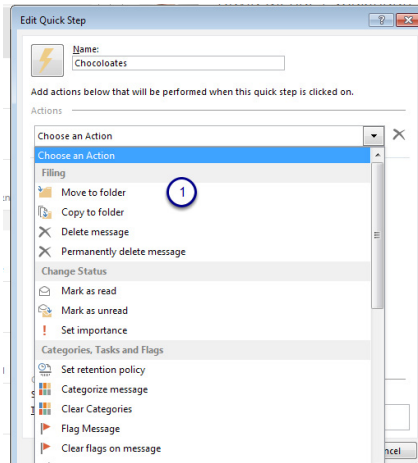 Edit Quick Step
?
Name:
Chocoloates
Add actions below that will be performed when this quick step is clicked on.
Actions
Choose an Action
Choose an Action
Filing
Move to folder
1
Copy to folder
Delete message
Permanently delete message
Change Status
Mark as read
Mark as unread
Set importance
Categories, Tasks and Flags
Set retention policy
Categorize message
Clear Categories
Flag Message
Clear flags on message
ncel